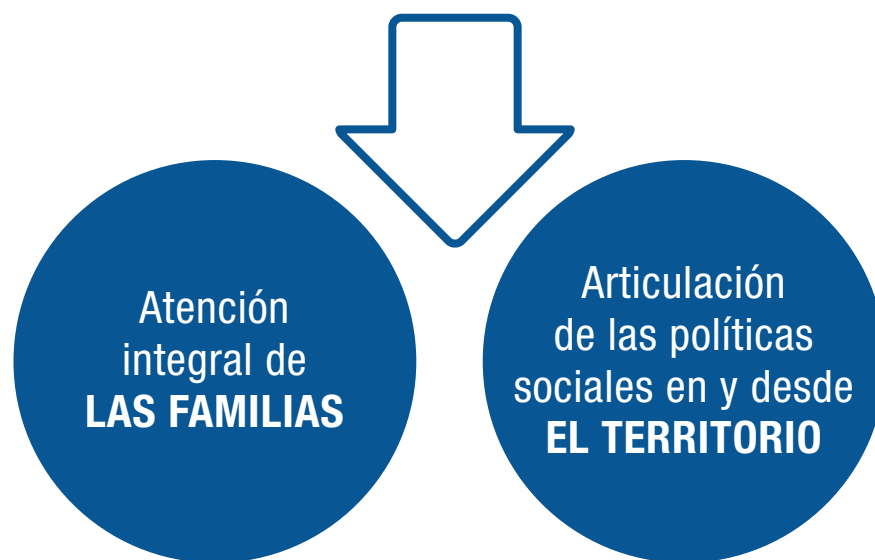 Atención
integral de
LAS FAMILIAS
Articulación
de las políticas
sociales en y desde
EL TERRITORIO